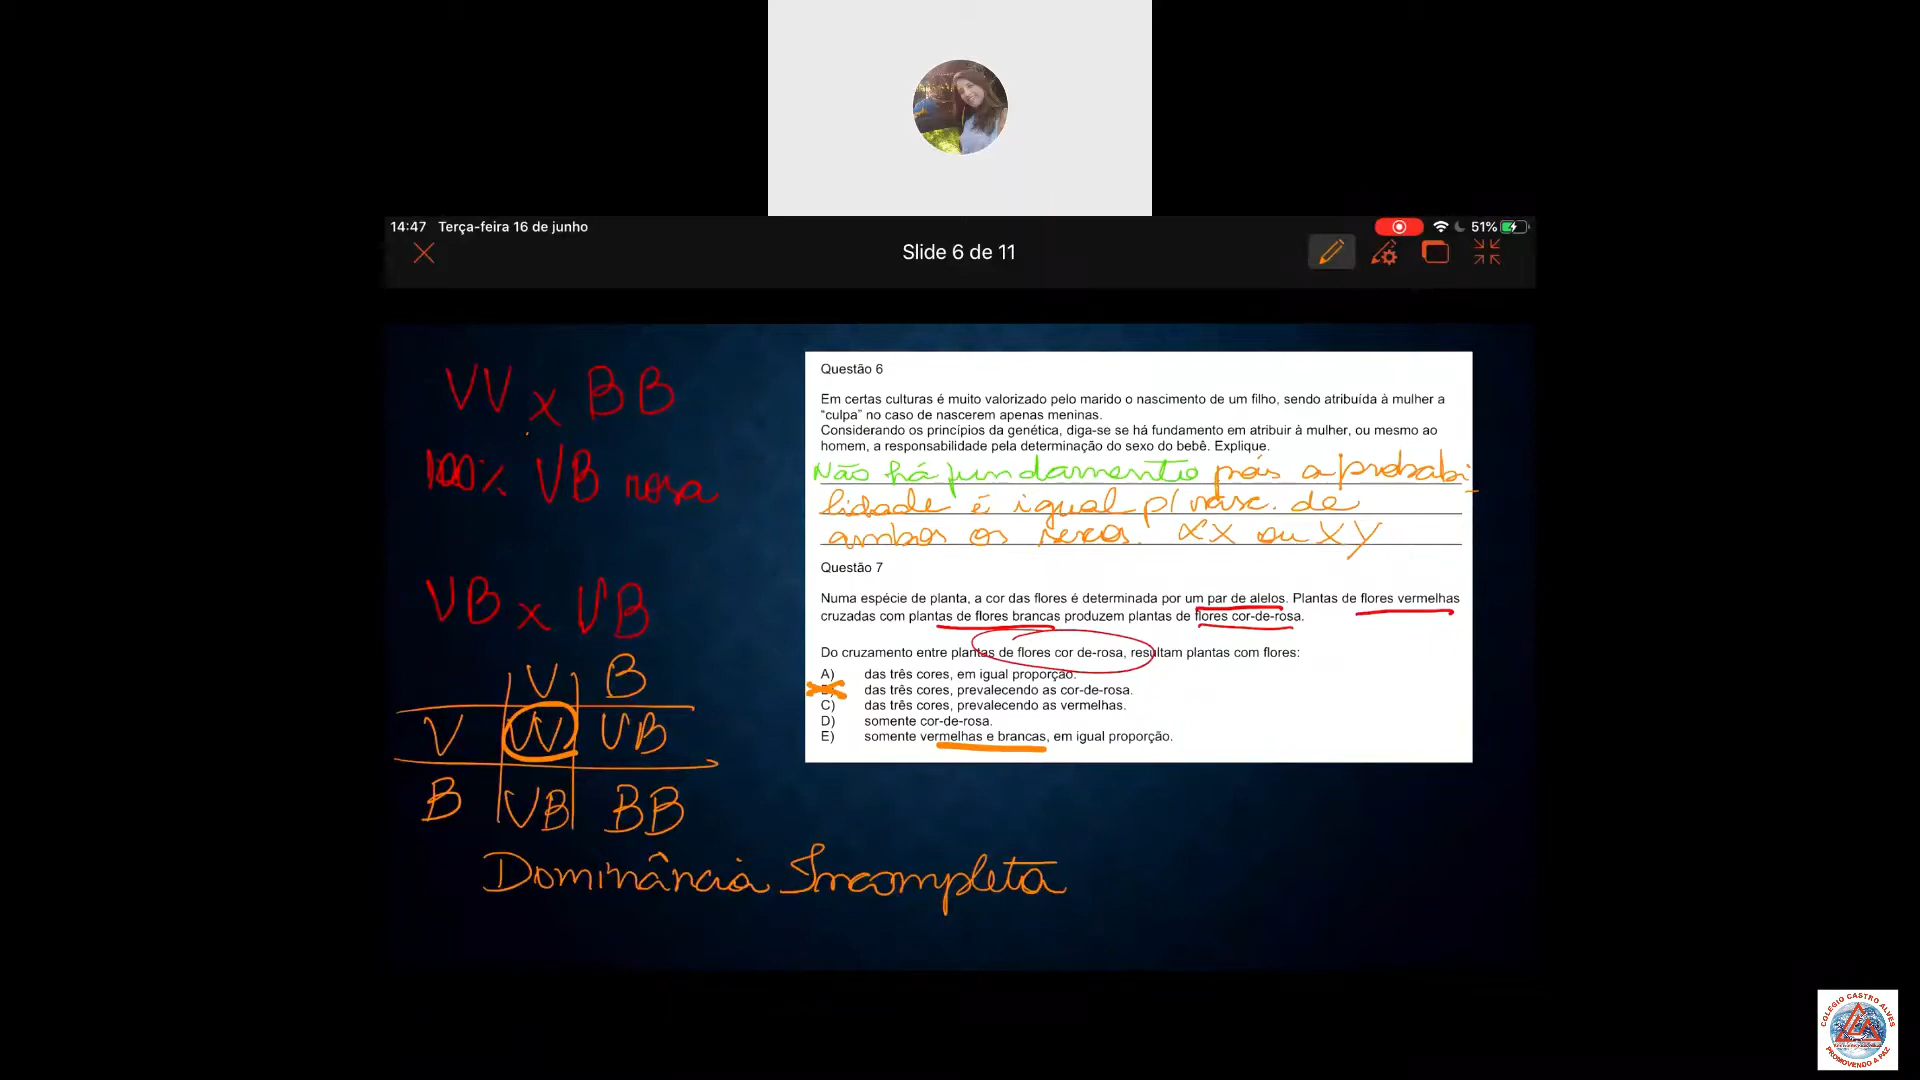 14:47 Terça-feira 16 de junho
51%
Slide 6 de 11
VV x BB
100% VB rosa
VB x VB
V B
V VV VB
B VB BB
Dominância Incompleta
Questão 6
Em certas culturas é muito valorizado pelo marido o nascimento de um filho, sendo atribuída à mulher a
“culpa” no caso de nascerem apenas meninas.
Considerando os princípios da genética, diga-se se há fundamento em atribuir à mulher, ou mesmo ao
homem, a responsabilidade pela determinação do sexo do bebê. Explique.
Não há fundamento pois a probabi-
lidade é igual p/ nasc. de
ambos os sexos. XX ou XY
Questão 7
Numa espécie de planta, a cor das flores é determinada por um par de alelos. Plantas de flores vermelhas
cruzadas com plantas de flores brancas produzem plantas de flores cor-de-rosa.
Do cruzamento entre plantas de flores cor de-rosa, resultam plantas com flores:
A) das três cores, em igual proporção.
B) das três cores, prevalecendo as cor-de-rosa.
C) das três cores, prevalecendo as vermelhas.
D) somente cor-de-rosa.
E) somente vermelhas e brancas, em igual proporção.
COLÉGIO CASTRO ALVES
PROMOVENDO A PAZ